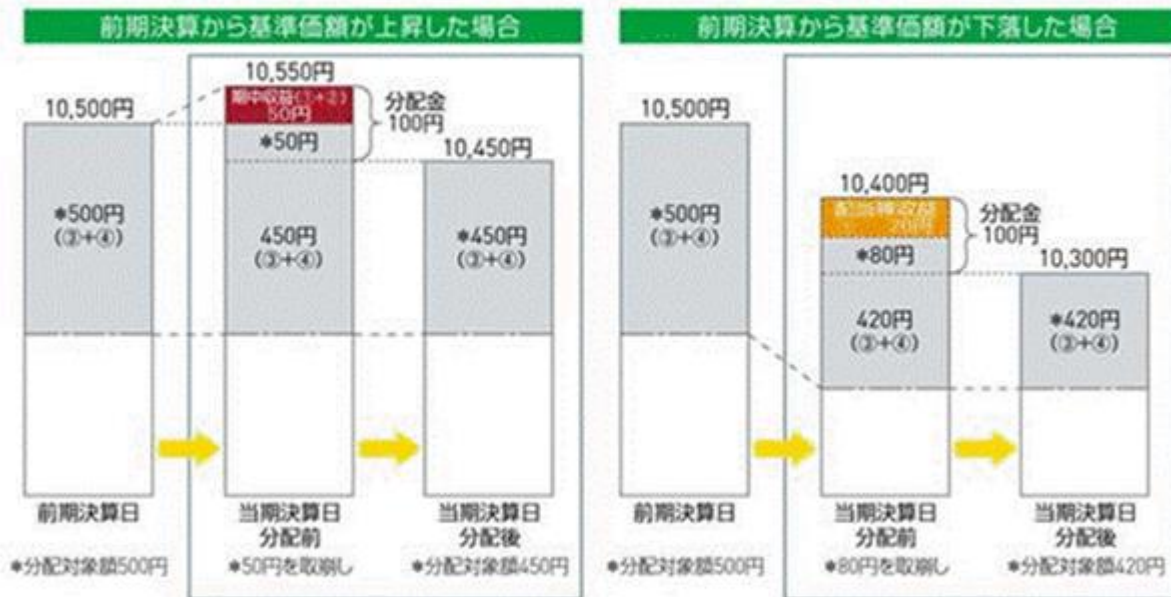 前期決算から基準価額が上昇した場合
10,550円
10,500円
期中収益(①+②)
50円
分配金
100円
*50円
10,450円
*500円
(③+④)
450円
(③+④)
*450円
(③+④)
前期決算日
当期決算日
分配前
当期決算日
分配後
*分配対象額500円
*50円を取崩し
*分配対象額450円
前期決算から基準価額が下落した場合
10,500円
10,400円
配当等収益
① 20円
分配金
100円
*80円
10,300円
*500円
(③+④)
420円
(③+④)
*420円
(③+④)
前期決算日
当期決算日
分配前
当期決算日
分配後
*分配対象額500円
*80円を取崩し
*分配対象額420円